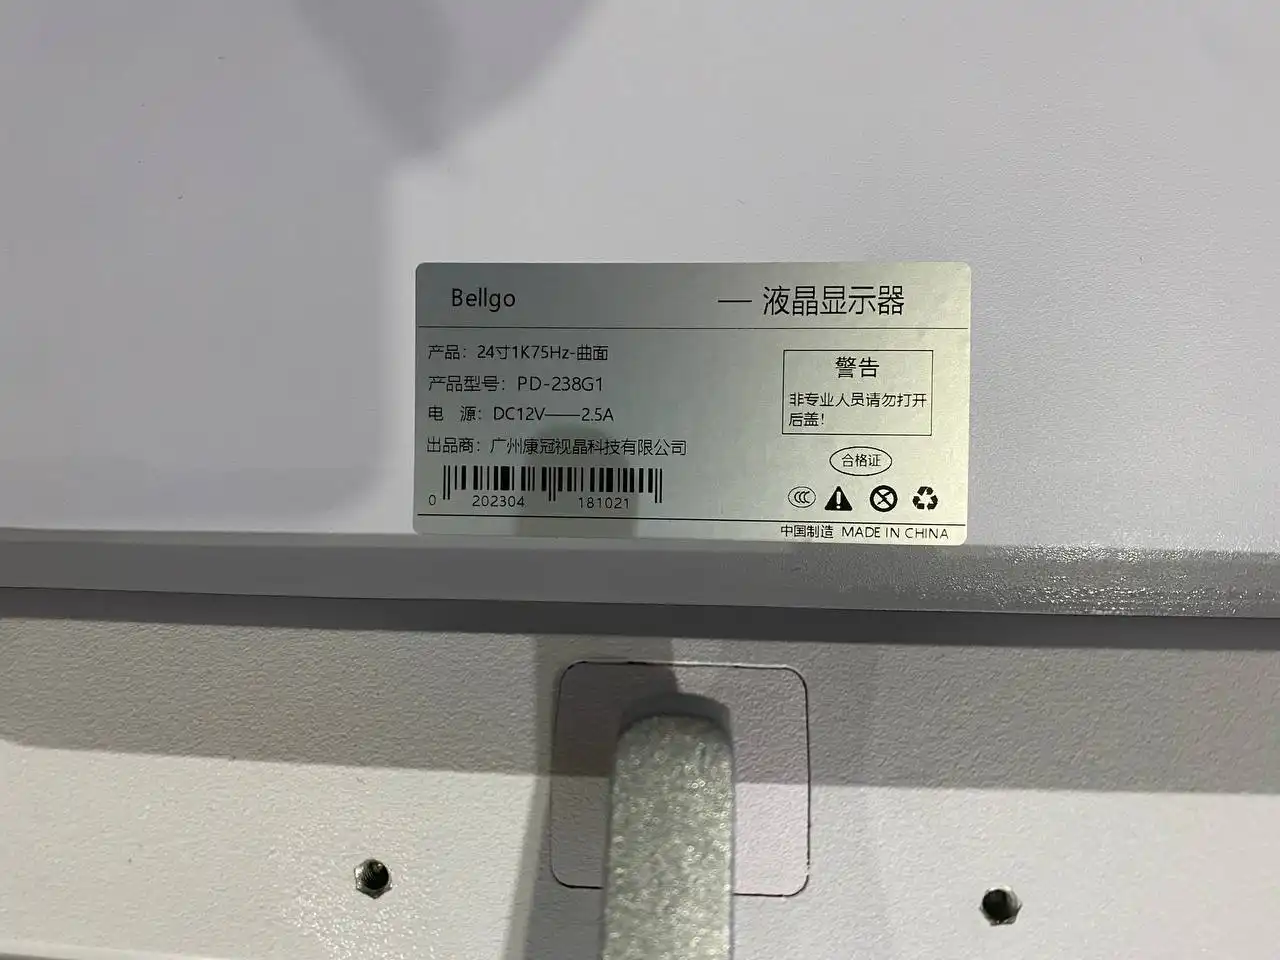 Bellgo
— 液晶显示器
产品：24寸1K75Hz-曲面
产品型号：PD-238G1
电 源：DC12V——2.5A
出品商：广州康冠视晶科技有限公司
0 202304 181021
警告
非专业人员请勿打开
后盖！
合格证
CCC
中国制造 MADE IN CHINA